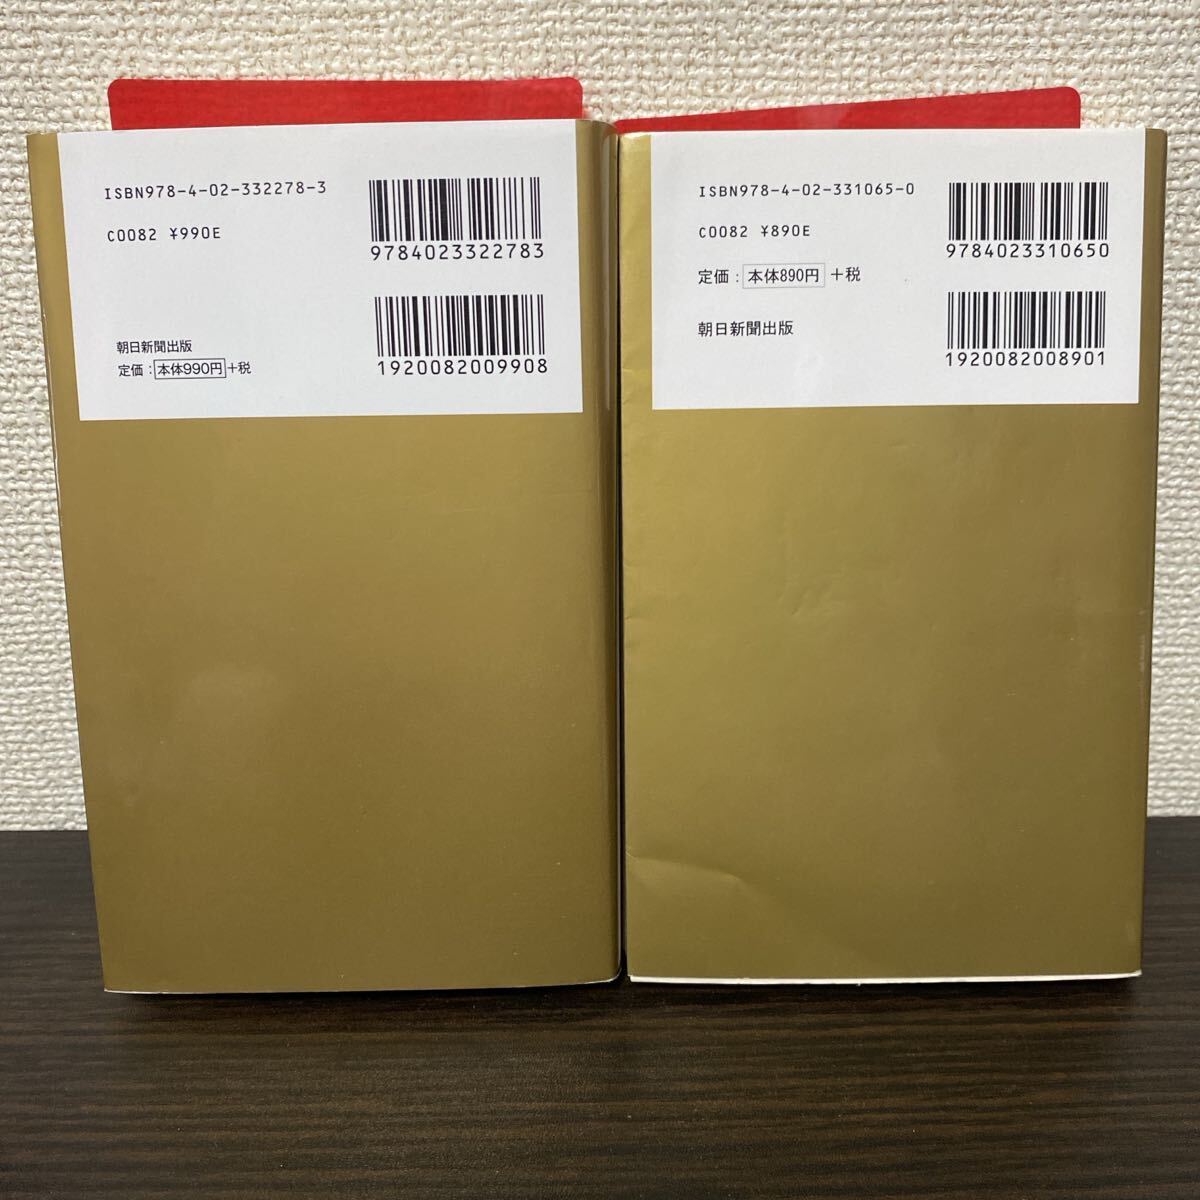 ISBN978-4-02-332278-3
C0082 ¥990E
9784023322783
朝日新聞出版
定価：本体990円+税
1920082009908
ISBN978-4-02-331065-0
C0082 ¥890E
9784023310650
定価：本体890円+税
朝日新聞出版
1920082008901